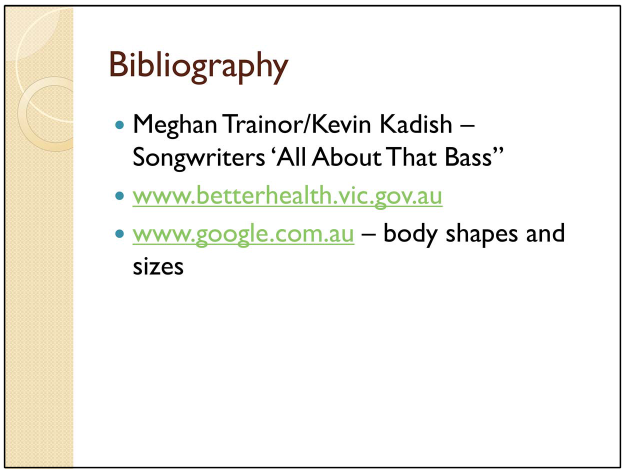 Bibliography
Meghan Trainor/Kevin Kadish –
Songwriters ‘All About That Bass”
www.betterhealth.vic.gov.au
www.google.com.au – body shapes and
sizes